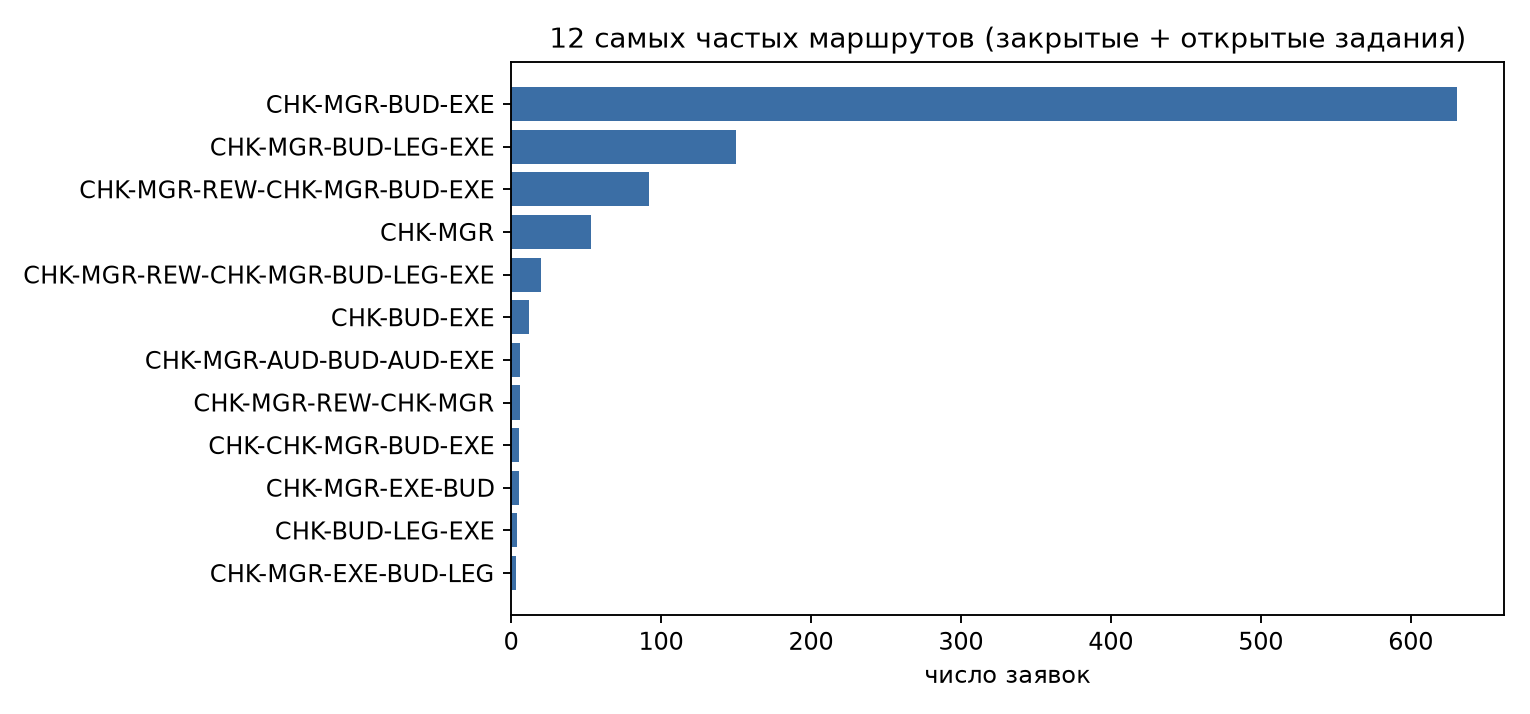 12 самых частых маршрутов (закрытые + открытые задания)
CHK-MGR-BUD-EXE
CHK-MGR-BUD-LEG-EXE
CHK-MGR-REW-CHK-MGR-BUD-EXE
CHK-MGR
CHK-MGR-REW-CHK-MGR-BUD-LEG-EXE
CHK-BUD-EXE
CHK-MGR-AUD-BUD-AUD-EXE
CHK-MGR-REW-CHK-MGR
CHK-CHK-MGR-BUD-EXE
CHK-MGR-EXE-BUD
CHK-BUD-LEG-EXE
CHK-MGR-EXE-BUD-LEG
0 100 200 300 400 500 600
число заявок